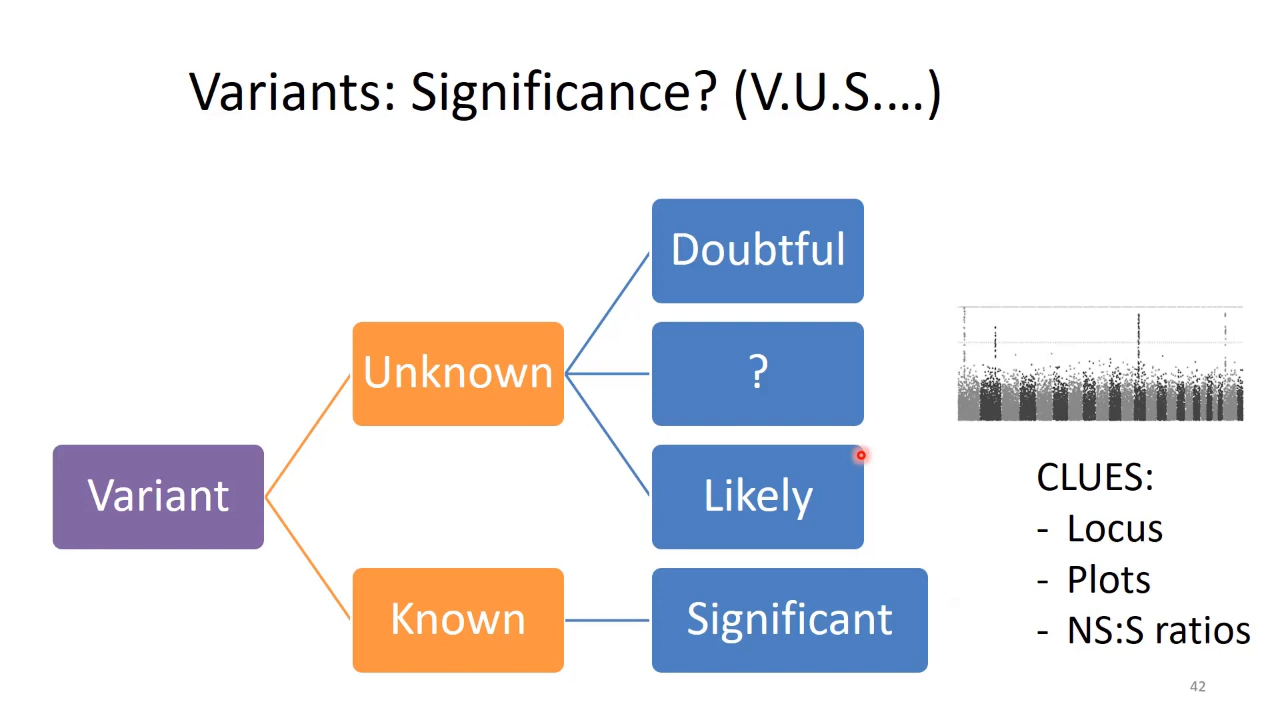 Variants: Significance? (V.U.S....)
Doubtful
Unknown
?
Variant
Likely
Known
Significant
CLUES:
- Locus
- Plots
- NS:S ratios
42